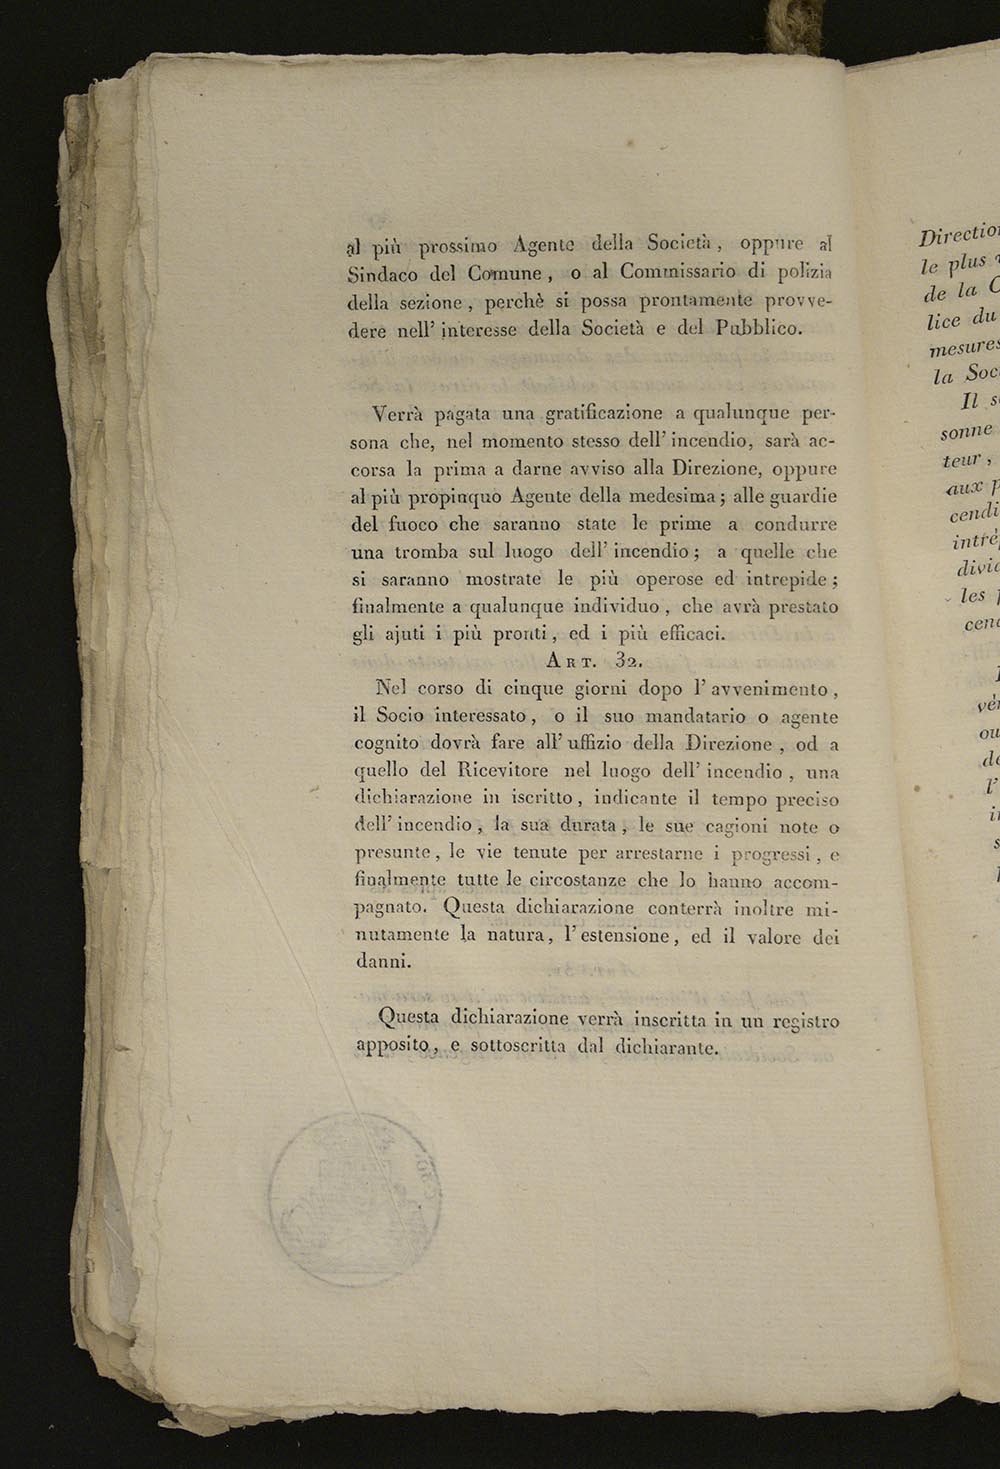 al più prossimo Agente della Società, oppure al
Sindaco del Comune, o al Commissario di polizia
della sezione, perchè si possa prontamente provve-
dere nell' interesse della Società e del Pubblico.
Verrà pagata una gratificazione a qualunque per-
sona che, nel momento stesso dell' incendio, sarà ac-
corsa la prima a darne avviso alla Direzione, oppure
al più propinquo Agente della medesima; alle guardie
del fuoco che saranno state le prime a condurre
una tromba sul luogo dell' incendio; a quelle che
si saranno mostrate le più operose ed intrepide;
finalmente a qualunque individuo, che avrà prestato
gli ajuti i più pronti, ed i più efficaci.
ART. 32.
Nel corso di cinque giorni dopo l' avvenimento,
il Socio interessato, o il suo mandatario o agente
cognito dovrà fare all' uffizio della Direzione, od a
quello del Ricevitore nel luogo dell' incendio, una
dichiarazione in iscritto, indicante il tempo preciso
dell' incendio, la sua durata, le sue cagioni note o
presunte, le vie tenute per arrestarne i progressi, e
finalmente tutte le circostanze che lo hanno accom-
pagnato. Questa dichiarazione conterrà inoltre mi-
nutamente la natura, l' estensione, ed il valore dei
danni.
Questa dichiarazione verrà inscritta in un registro
apposito, e sottoscritta dal dichiarante.
Directio
le plus
de la C
lice du
mesures
la Soc
Il s
sonne
teur,
aux p
cendi
intré
divid
les
cend
vér
ou
de
l'